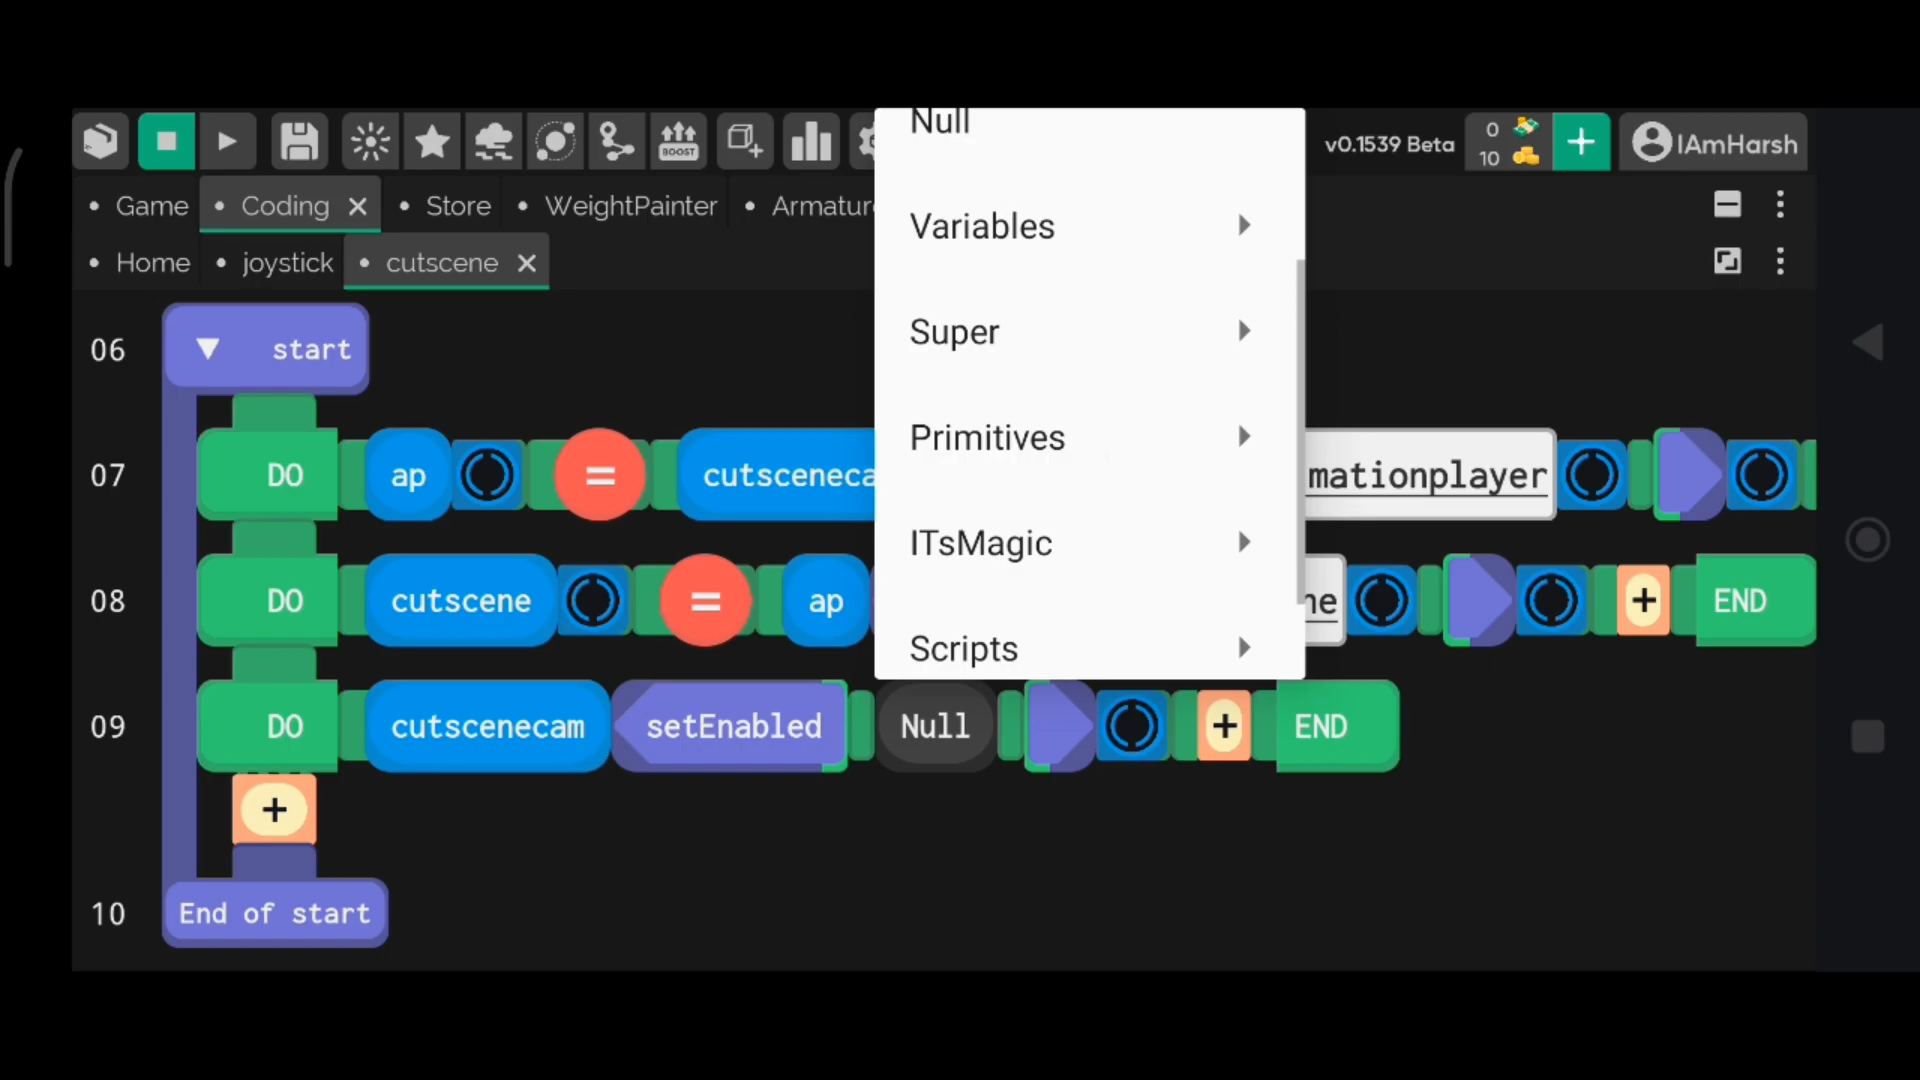 BOOST
v0.1539 Beta
0
10
+
IAmHarsh
• Game
• Coding ×
• Store
• WeightPainter
• Armatur
• Home
• joystick
• cutscene ×
Null
Variables
Super
Primitives
ITsMagic
Scripts
06 start
07 DO ap = cutsceneca mationplayer
08 DO cutscene = ap ne + END
09 DO cutscenecam setEnabled Null + END
+
10 End of start